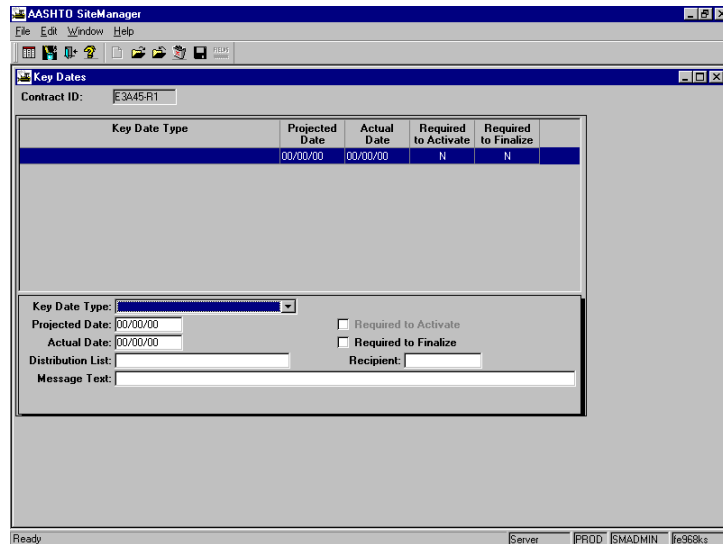 AASHTO SiteManager
File Edit Window Help
FIELDS
Key Dates
Contract ID: E3A45-R1
Key Date Type Projected Date Actual Date Required to Activate Required to Finalize
00/00/00 00/00/00 N N
Key Date Type:
Projected Date: 00/00/00 Required to Activate
Actual Date: 00/00/00 Required to Finalize
Distribution List: Recipient:
Message Text:
Ready Server PROD SMADMIN fe968ks